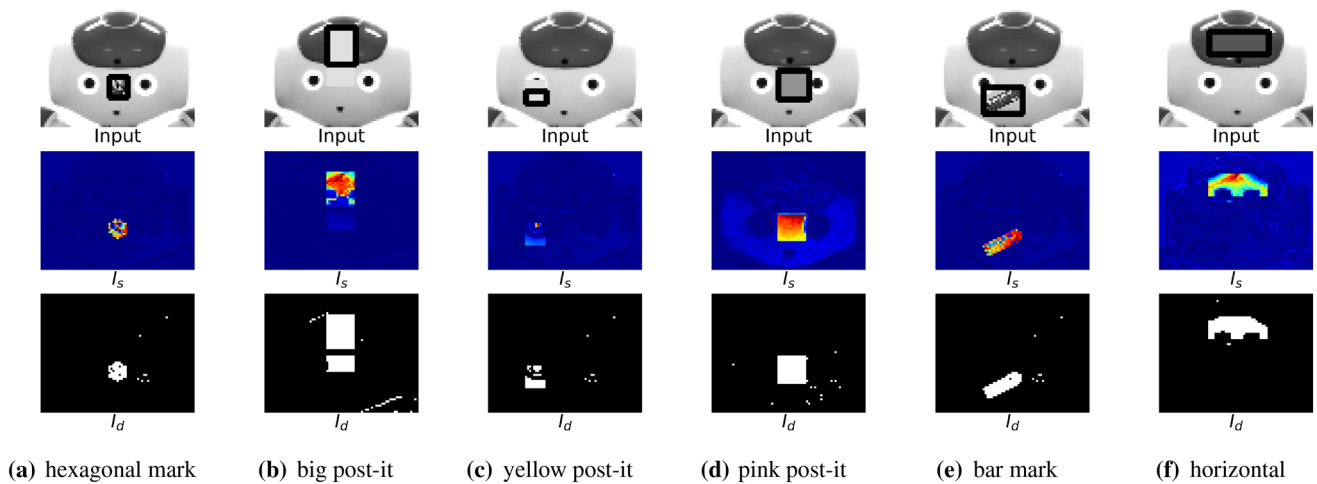 Input Input Input Input Input Input
I_s I_s I_s I_s I_s I_s
I_d I_d I_d I_d I_d I_d
(a) hexagonal mark (b) big post-it (c) yellow post-it (d) pink post-it (e) bar mark (f) horizontal